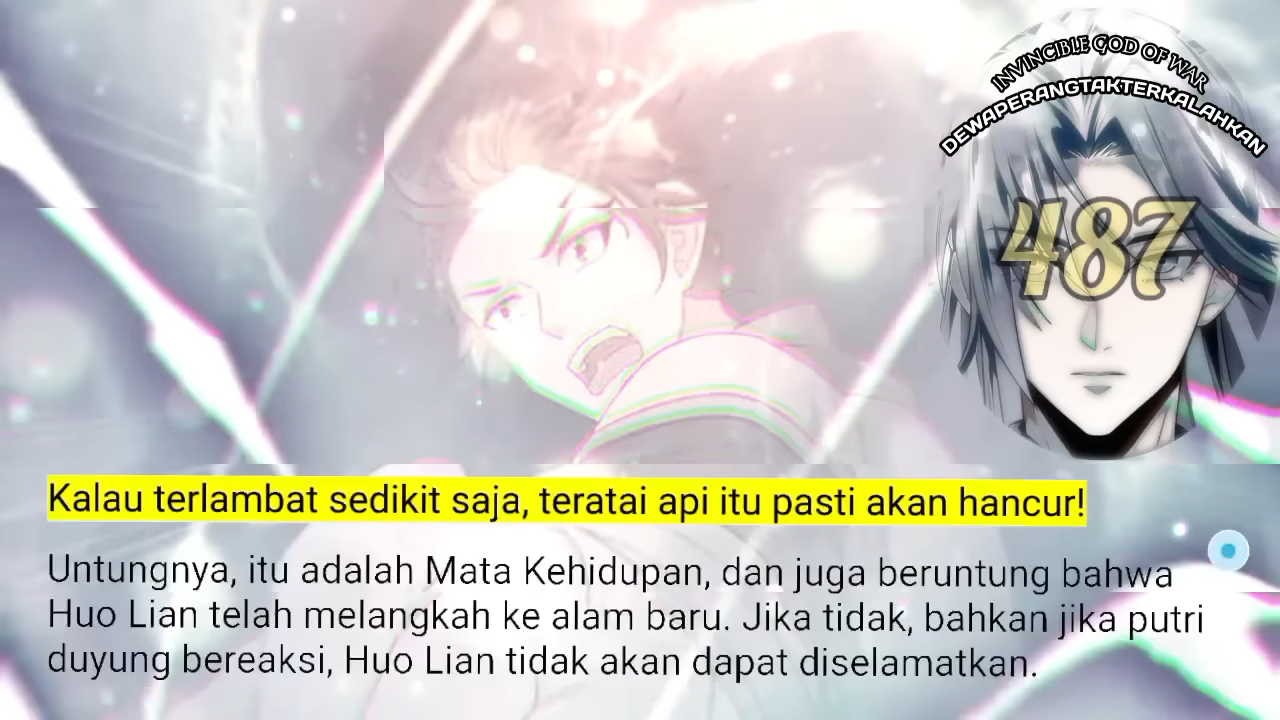 INVINCIBLE GOD OF WAR
DEWAPERANGTAKTERKALAHKAN
487
Kalau terlambat sedikit saja, teratai api itu pasti akan hancur!
Untungnya, itu adalah Mata Kehidupan, dan juga beruntung bahwa
Huo Lian telah melangkah ke alam baru. Jika tidak, bahkan jika putri
duyung bereaksi, Huo Lian tidak akan dapat diselamatkan.